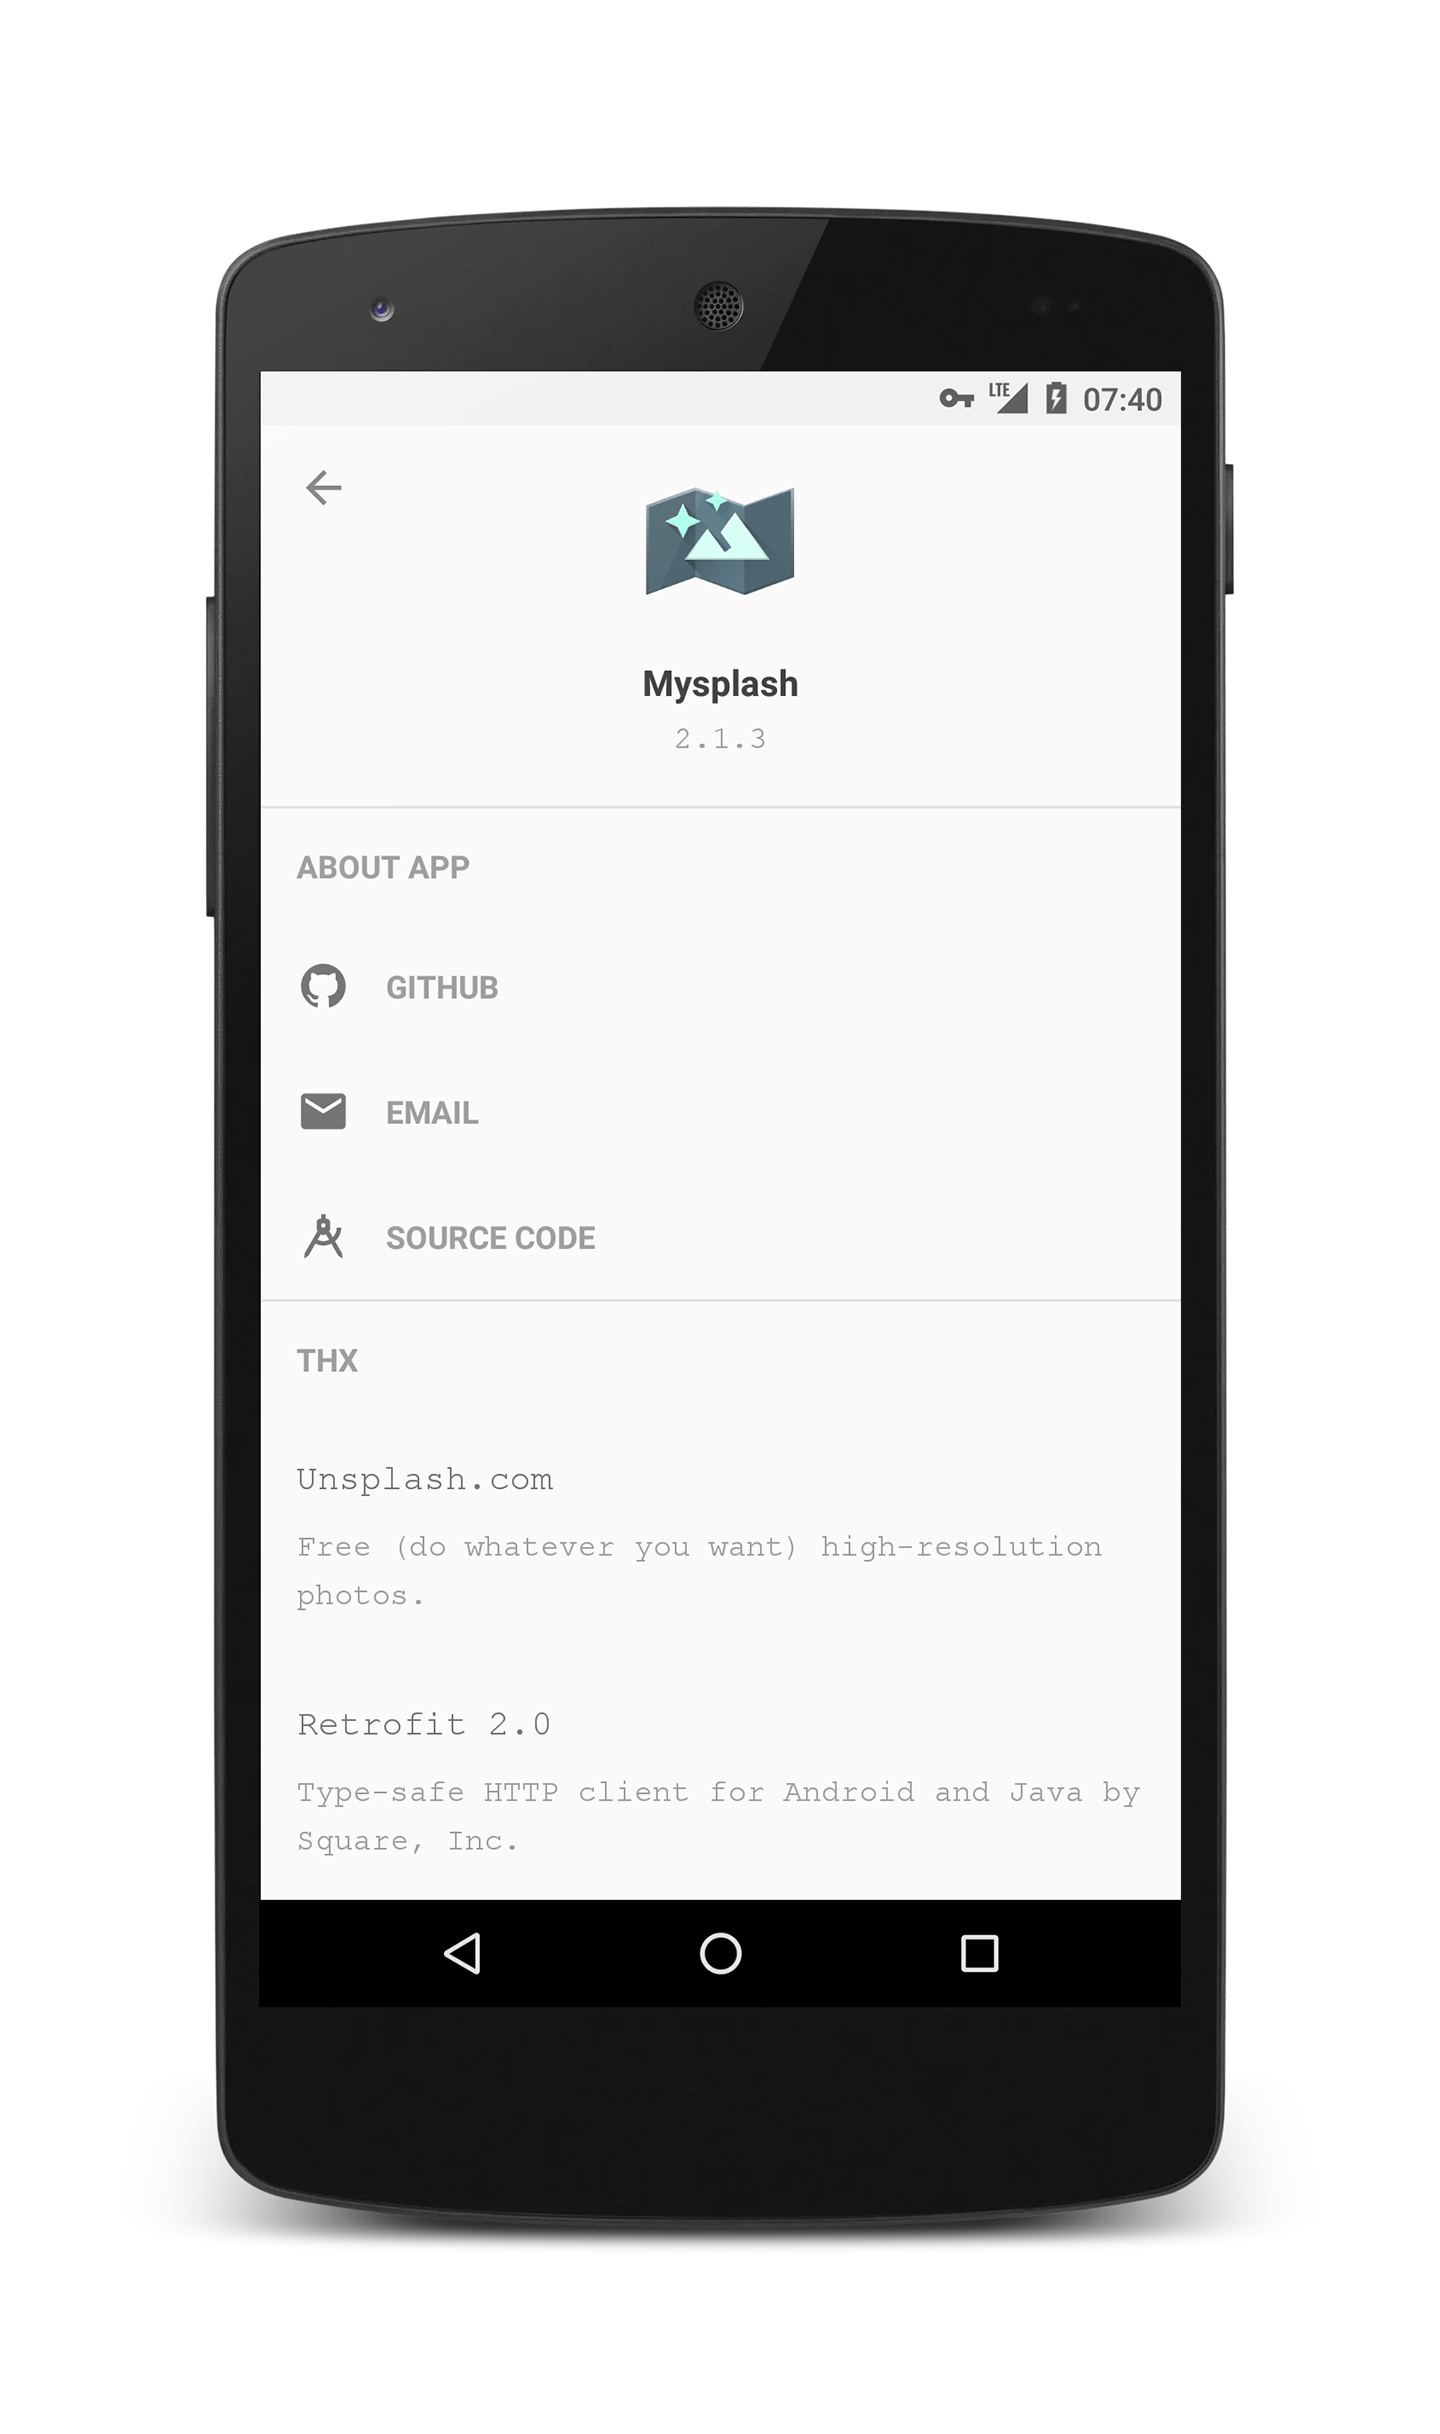 LTE 07:40
Mysplash
2.1.3
ABOUT APP
GITHUB
EMAIL
SOURCE CODE
THX
Unsplash.com
Free (do whatever you want) high-resolution
photos.
Retrofit 2.0
Type-safe HTTP client for Android and Java by
Square, Inc.